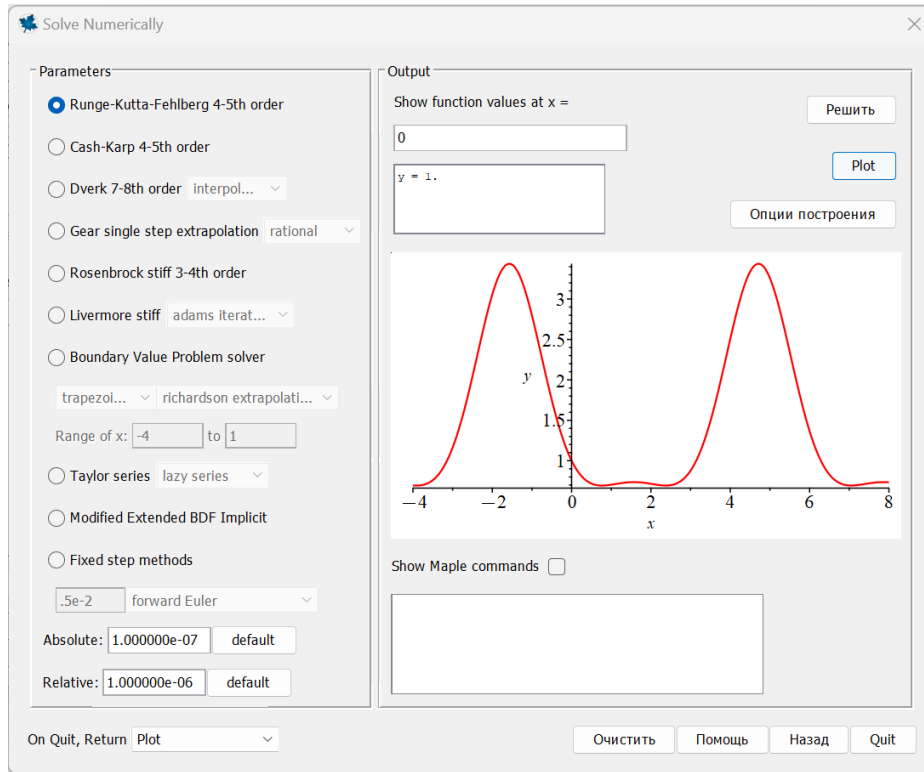 Solve Numerically
Parameters
Runge-Kutta-Fehlberg 4-5th order
Cash-Karp 4-5th order
Dverk 7-8th order interpol...
Gear single step extrapolation rational
Rosenbrock stiff 3-4th order
Livermore stiff adams iterat...
Boundary Value Problem solver
trapezoi... richardson extrapolati...
Range of x: -4 to 1
Taylor series lazy series
Modified Extended BDF Implicit
Fixed step methods
.5e-2 forward Euler
Absolute: 1.000000e-07 default
Relative: 1.000000e-06 default
Output
Show function values at x =
Решить
0
Plot
y = 1.
Опции построения
3
2.5
y 2
1.5
1
−4 −2 0 2 4 6 8
x
Show Maple commands
On Quit, Return Plot
Очистить Помощь Назад Quit